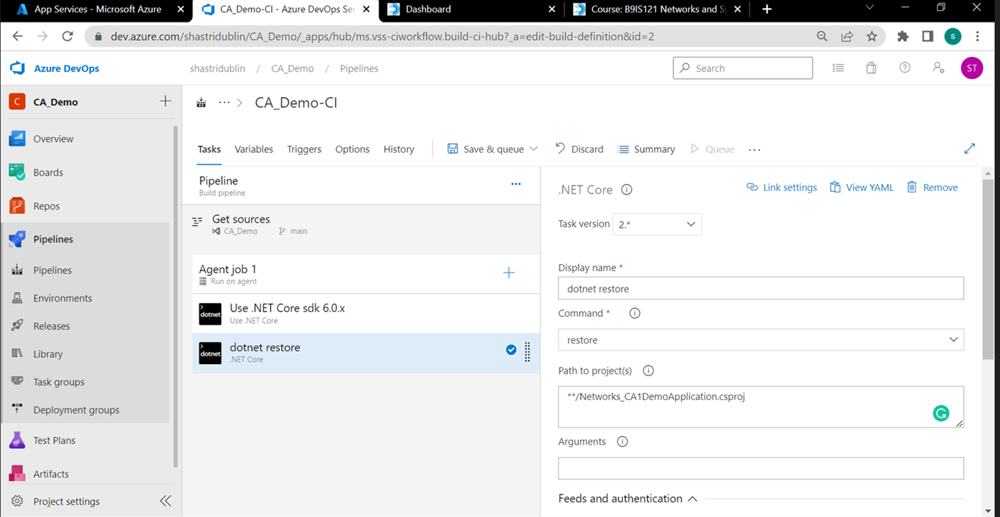 App Services - Microsoft Azure
CA_Demo-CI - Azure DevOps Ser
Dashboard
Course: B9IS121 Networks and Sy
dev.azure.com/shastridublin/CA_Demo/_apps/hub/ms.vss-ciworkflow.build-ci-hub?_a=edit-build-definition&id=2
s
Azure DevOps
shastridublin / CA_Demo / Pipelines
Search
ST
C CA_Demo
Overview
Boards
Repos
Pipelines
Pipelines
Environments
Releases
Library
Task groups
Deployment groups
Test Plans
Artifacts
Project settings
··· > CA_Demo-CI
Tasks Variables Triggers Options History Save & queue Discard Summary Queue ···
Pipeline
Build pipeline
Get sources
CA_Demo main
Agent job 1
Run on agent
dotnet
Use .NET Core sdk 6.0.x
Use .NET Core
dotnet
dotnet restore
.NET Core
.NET Core
Link settings View YAML Remove
Task version 2.*
Display name *
dotnet restore
Command *
restore
Path to project(s)
**/Networks_CA1DemoApplication.csproj
Arguments
Feeds and authentication